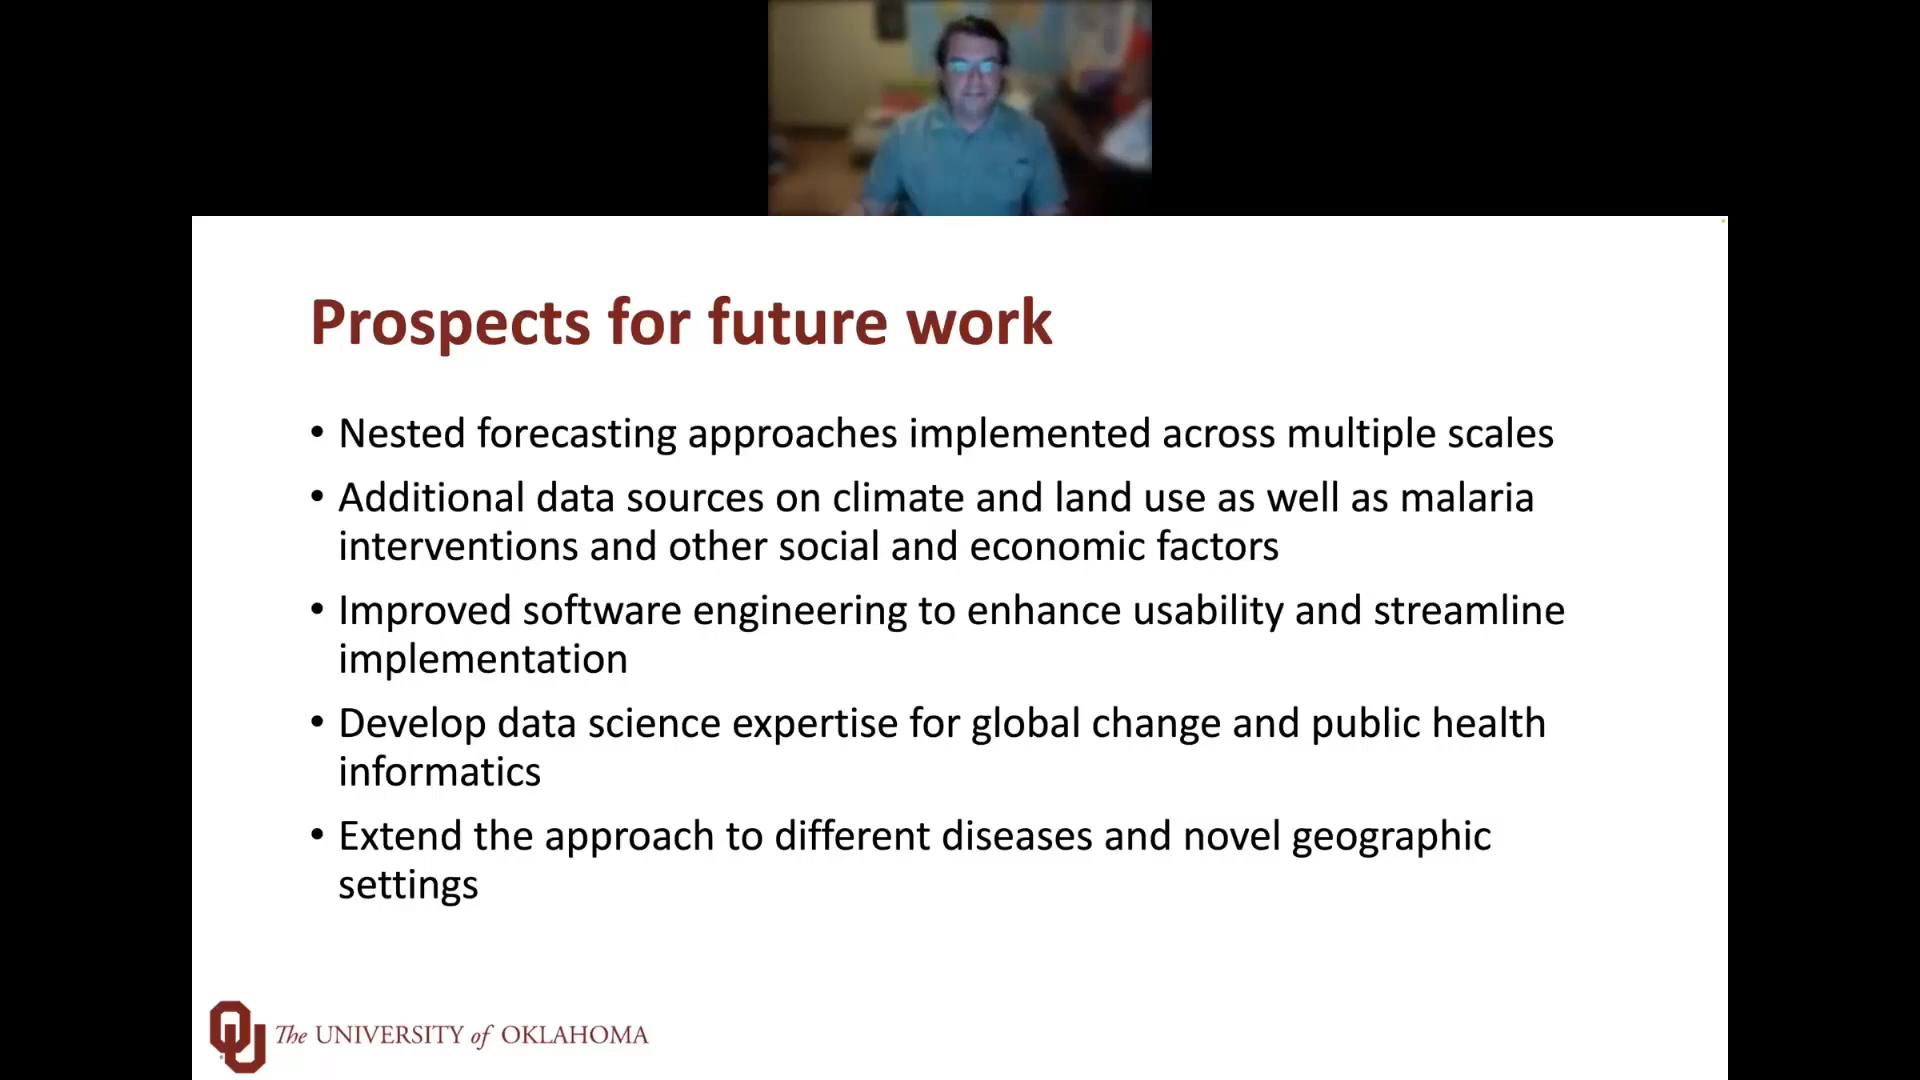 Prospects for future work
• Nested forecasting approaches implemented across multiple scales
• Additional data sources on climate and land use as well as malaria
interventions and other social and economic factors
• Improved software engineering to enhance usability and streamline
implementation
• Develop data science expertise for global change and public health
informatics
• Extend the approach to different diseases and novel geographic
settings
OU The UNIVERSITY of OKLAHOMA